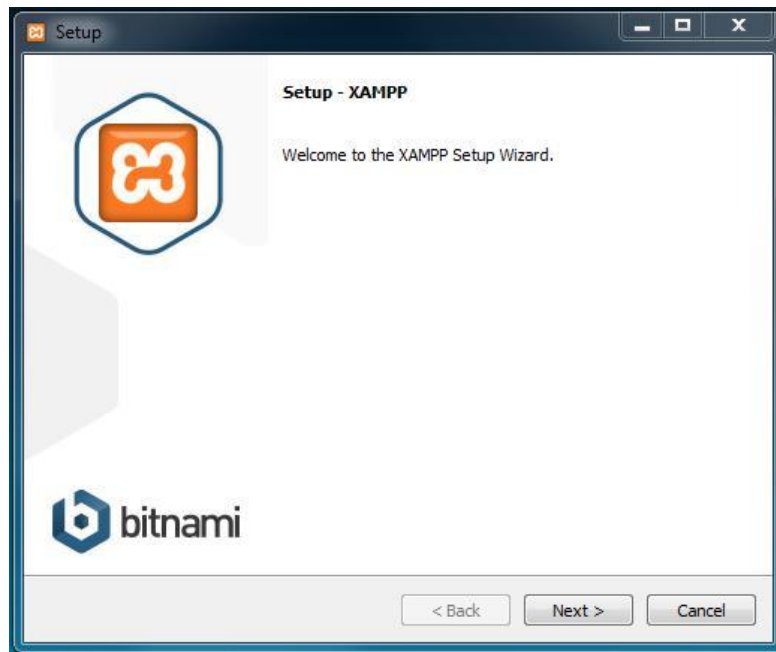 Setup
Setup - XAMPP
Welcome to the XAMPP Setup Wizard.
bitnami
< Back
Next >
Cancel